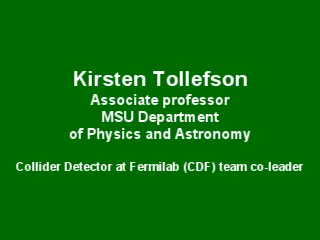 Kirsten Tollefson
Associate professor
MSU Department
of Physics and Astronomy
Collider Detector at Fermilab (CDF) team co-leader